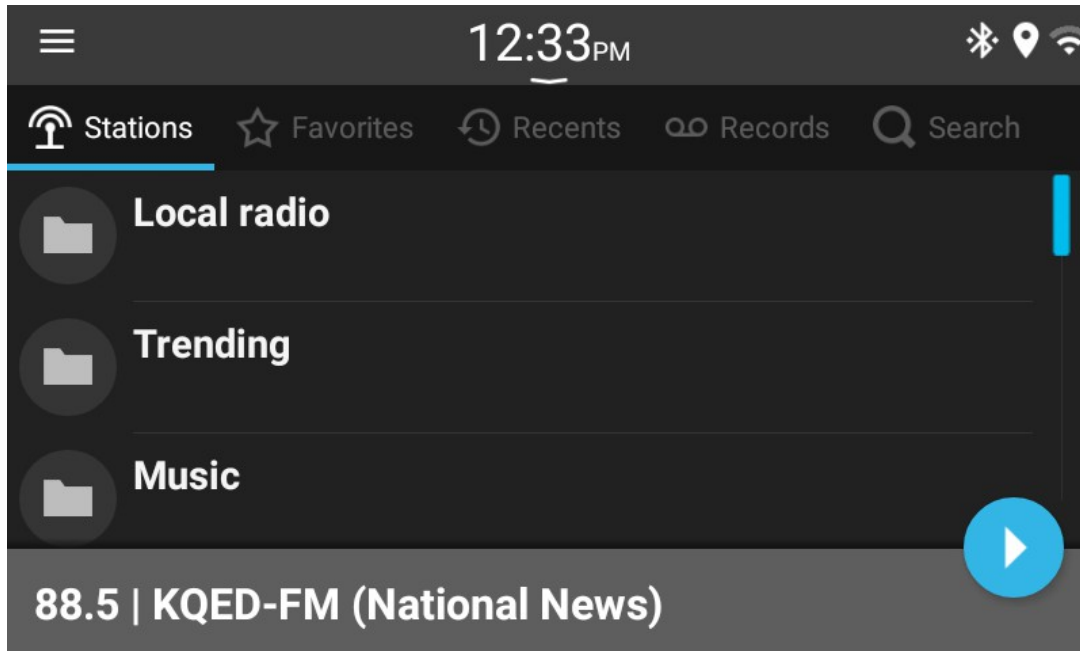 12:33PM
Stations Favorites Recents Records Search
Local radio
Trending
Music
88.5 | KQED-FM (National News)